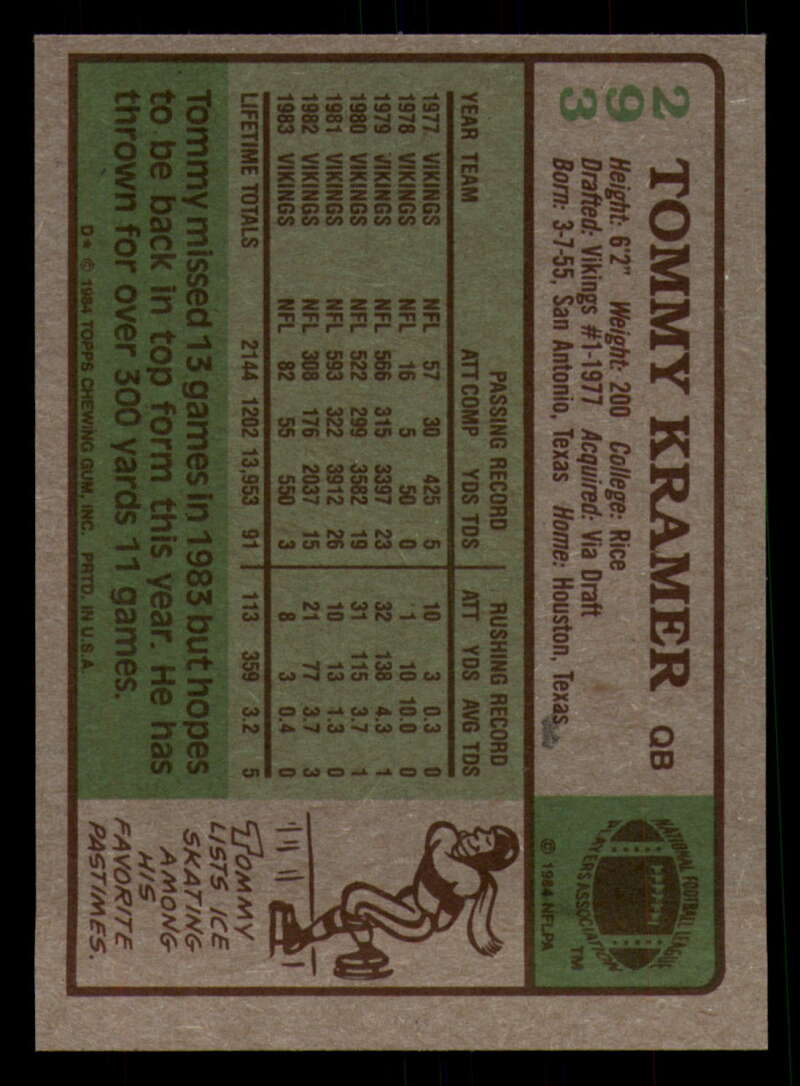 293
TOMMY KRAMER QB
Height: 6'2" Weight: 200 College: Rice
Drafted: Vikings #1-1977 Acquired: Via Draft
Born: 3-7-55, San Antonio, Texas Home: Houston, Texas
NATIONAL FOOTBALL LEAGUE
PLAYERS ASSOCIATION
TM
© 1984 NFLPA
PASSING RECORD RUSHING RECORD
YEAR TEAM ATT COMP YDS TDS ATT YDS AVG TDS
1977 VIKINGS NFL 57 30 425 5 10 3 0.3 0
1978 VIKINGS NFL 16 5 50 0 1 10 10.0 0
1979 VIKINGS NFL 566 315 3397 23 32 138 4.3 1
1980 VIKINGS NFL 522 299 3582 19 31 115 3.7 1
1981 VIKINGS NFL 593 322 3912 26 10 13 1.3 0
1982 VIKINGS NFL 308 176 2037 15 21 77 3.7 3
1983 VIKINGS NFL 82 55 550 3 8 3 0.4 0
LIFETIME TOTALS 2144 1202 13,953 91 113 359 3.2 5
Tommy missed 13 games in 1983 but hopes
to be back in top form this year. He has
thrown for over 300 yards 11 games.
D* © 1984 TOPPS CHEWING GUM, INC. PRTD. IN U.S.A.
TOMMY
LISTS ICE
SKATING
AMONG
HIS
FAVORITE
PASTIMES.